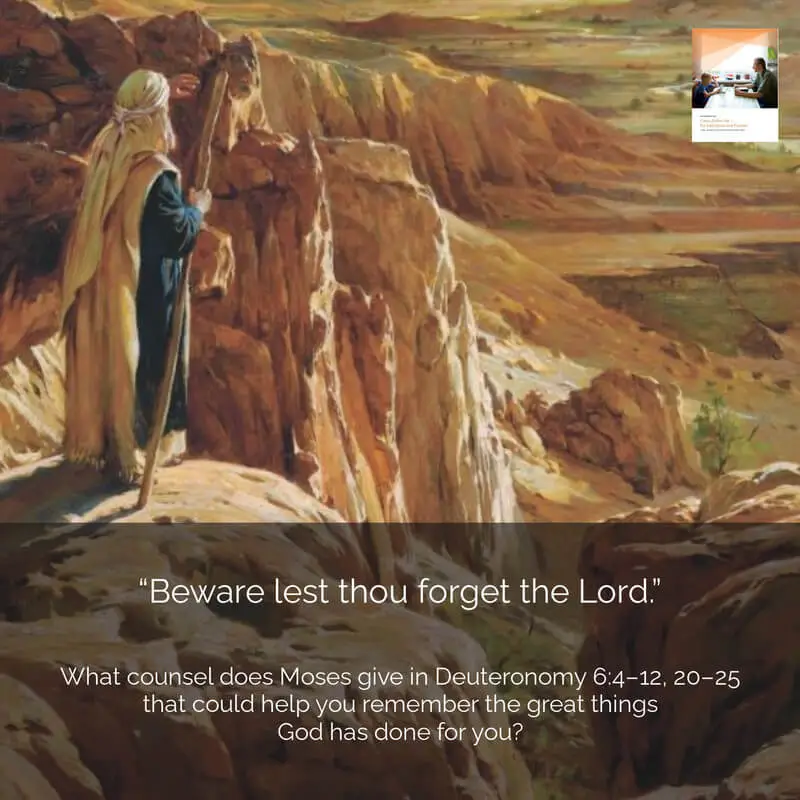 “Beware lest thou forget the Lord.”
What counsel does Moses give in Deuteronomy 6:4–12, 20–25
that could help you remember the great things
God has done for you?